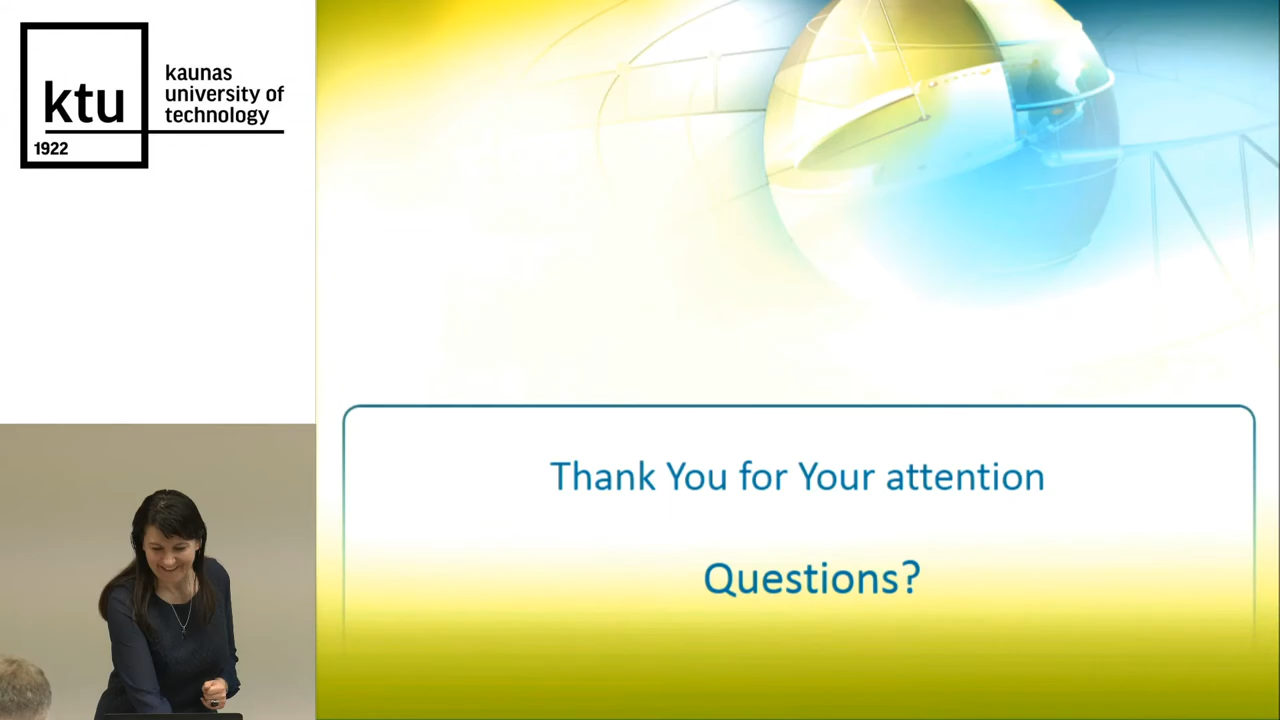 ktu
1922
kaunas
university of
technology
Thank You for Your attention
Questions?